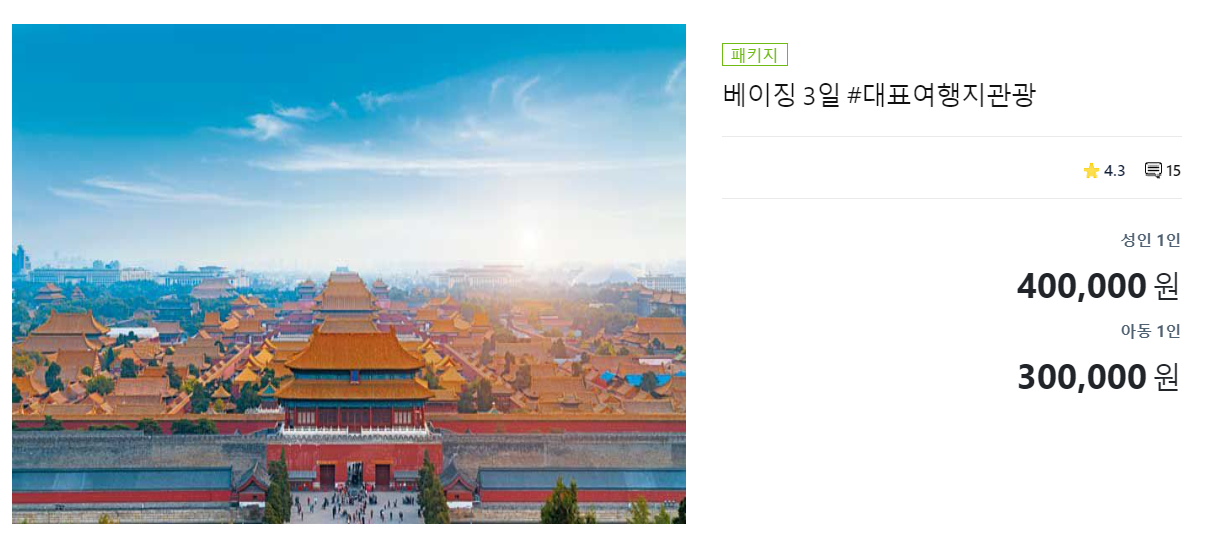 패키지
베이징 3일 #대표여행지관광
4.3 15
성인 1인
400,000 원
아동 1인
300,000 원